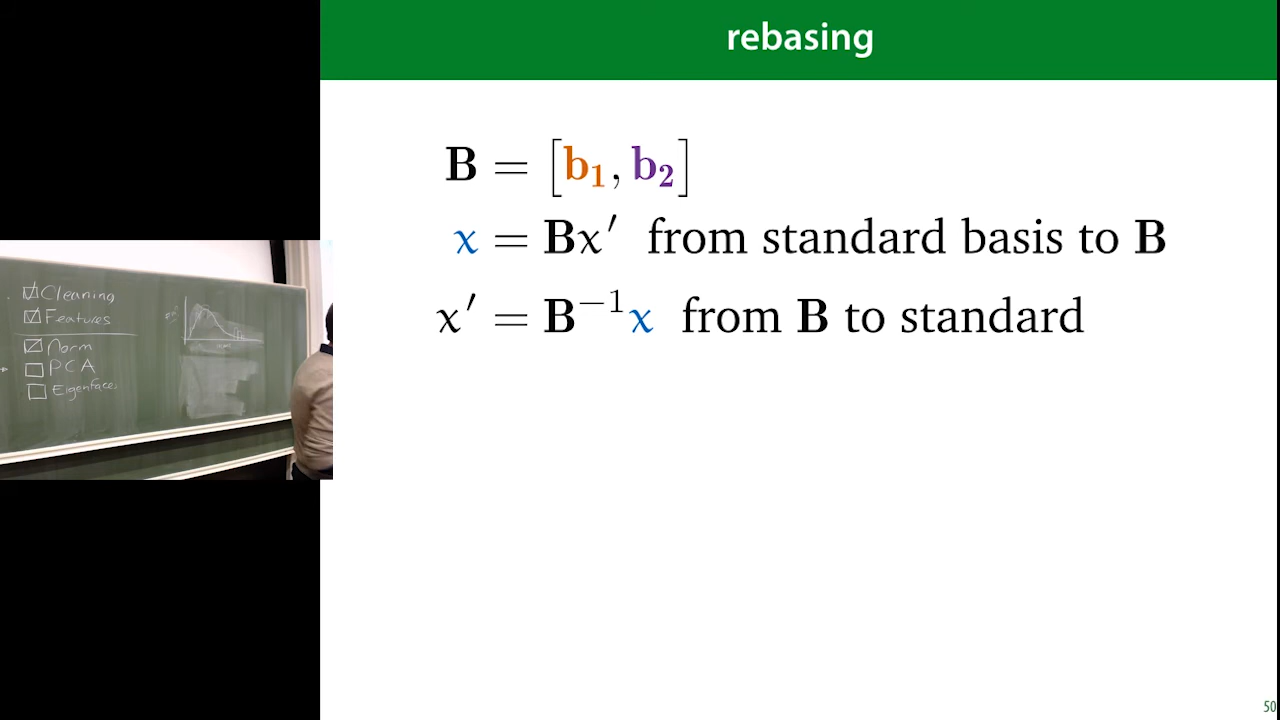 rebasing
B = [b₁, b₂]
x = Bx′ from standard basis to B
x′ = B⁻¹x from B to standard
Cleaning
Features
Norm
PCA
Eigenfaces
50